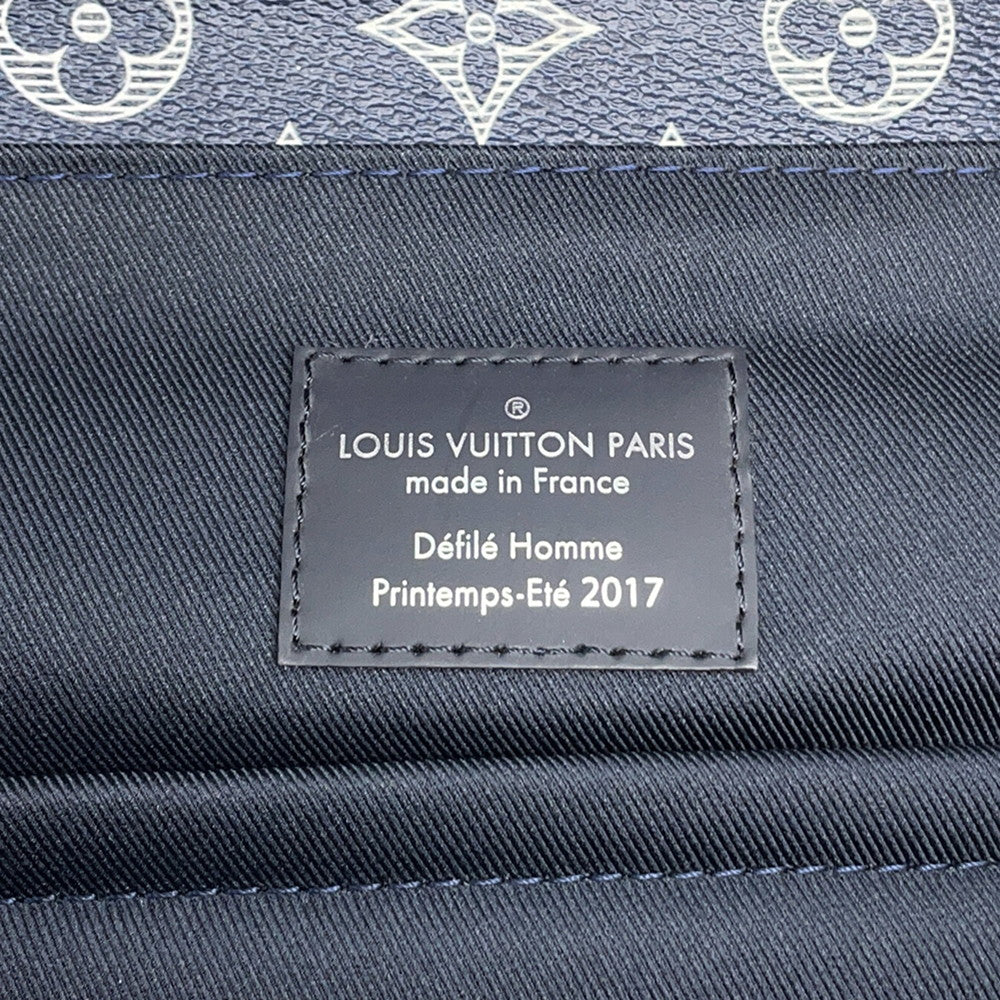 ®
LOUIS VUITTON PARIS
made in France
Défilé Homme
Printemps-Eté 2017